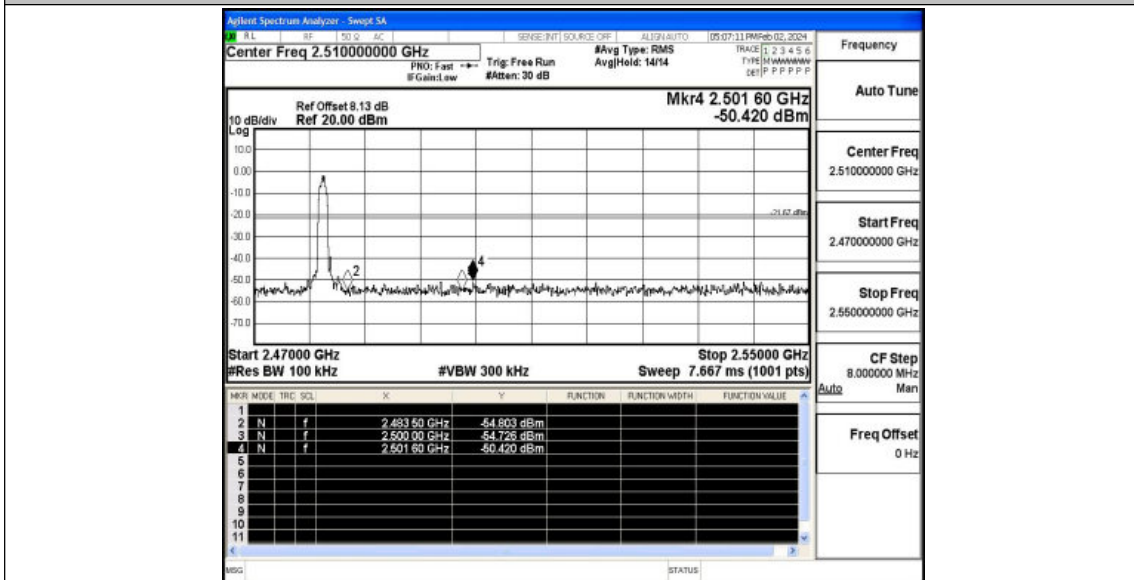 Agilent Spectrum Analyzer - Swept SA
RL RF 50 Ω AC SENSE:INT SOURCE OFF ALIGN AUTO 05:07:11 PM Feb 02, 2024
Center Freq 2.510000000 GHz
PNO: Fast
IFGain:Low
Trig: Free Run
#Atten: 30 dB
#Avg Type: RMS
Avg|Hold: 14/14
TRACE 1 2 3 4 5 6
TYPE M WWWWW
DET P P P P P P
Ref Offset 8.13 dB
Ref 20.00 dBm
10 dB/div
Log
Mkr4 2.501 60 GHz
-50.420 dBm
10.0
0.00
-10.0
-20.0
-30.0
-40.0
-50.0
-60.0
-70.0
-21.67 dBm
2
4
Start 2.47000 GHz
Stop 2.55000 GHz
#Res BW 100 kHz
#VBW 300 kHz
Sweep 7.667 ms (1001 pts)
MKR MODE TRC SCL X Y FUNCTION FUNCTION WIDTH FUNCTION VALUE
1
2 N f 2.483 50 GHz -54.803 dBm
3 N f 2.500 00 GHz -54.726 dBm
4 N f 2.501 60 GHz -50.420 dBm
5
6
7
8
9
10
11
MSG
STATUS
Frequency
Auto Tune
Center Freq
2.510000000 GHz
Start Freq
2.470000000 GHz
Stop Freq
2.550000000 GHz
CF Step
8.000000 MHz
Auto Man
Freq Offset
0 Hz